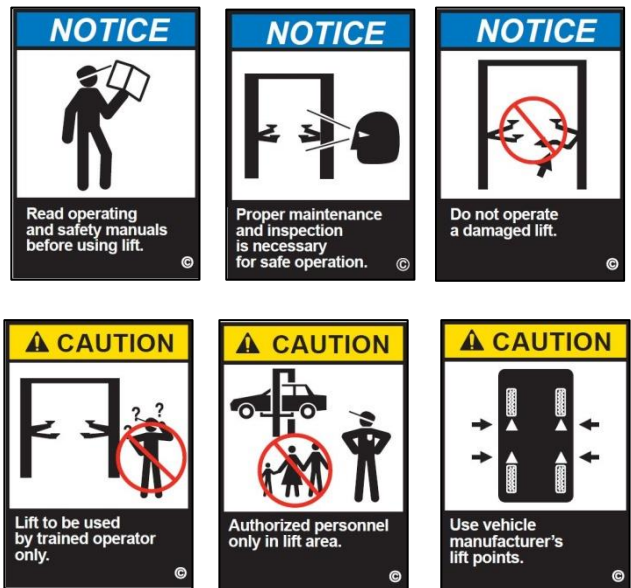 NOTICE
Read operating
and safety manuals
before using lift.
©
NOTICE
Proper maintenance
and inspection
is necessary
for safe operation.
©
NOTICE
Do not operate
a damaged lift.
©
CAUTION
? ? ?
Lift to be used
by trained operator
only.
©
CAUTION
Authorized personnel
only in lift area.
©
CAUTION
Use vehicle
manufacturer's
lift points.
©